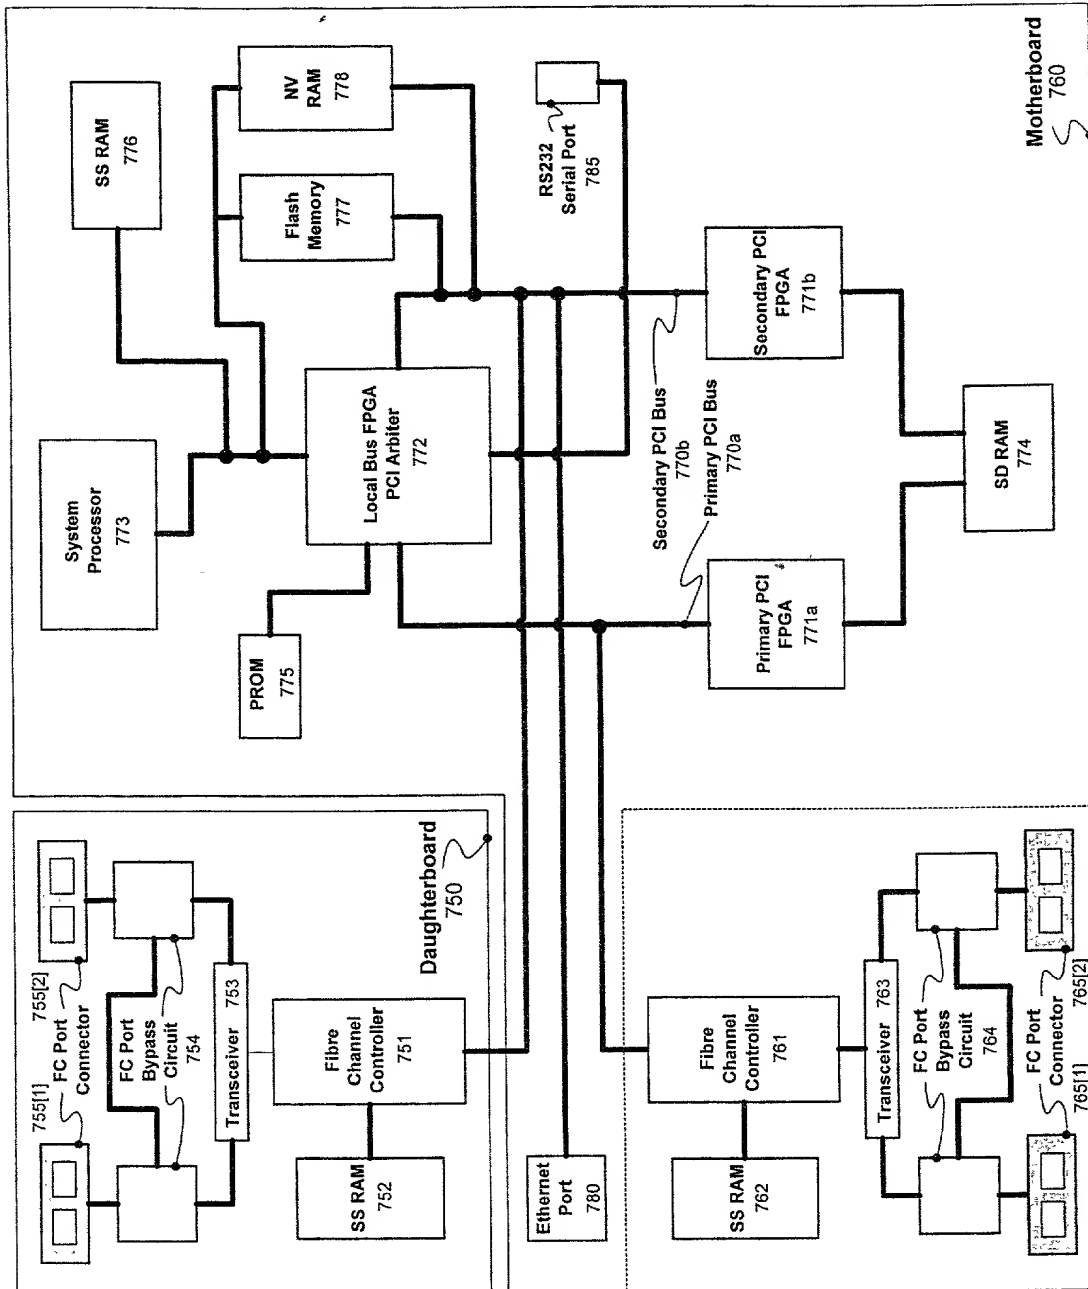 SS RAM
776
NV
RAM
778
Flash
Memory
777
RS232
Serial Port
785
Motherboard
760
System
Processor
773
Local Bus FPGA
PCI Arbiter
772
PROM
775
Secondary PCI
FPGA
771b
Secondary PCI Bus
770b
Primary PCI Bus
770a
SD RAM
774
Primary PCI
FPGA
771a
Daughterboard
750
755[2]
FC Port
Connector
755[1]
FC Port
Bypass
Circuit
754
Transceiver 753
Fibre
Channel
Controller
751
SS RAM
752
Ethernet
Port
780
Fibre
Channel
Controller
761
SS RAM
762
Transceiver 763
FC Port
Bypass
Circuit
764
FC Port
Connector
765[2]
765[1]